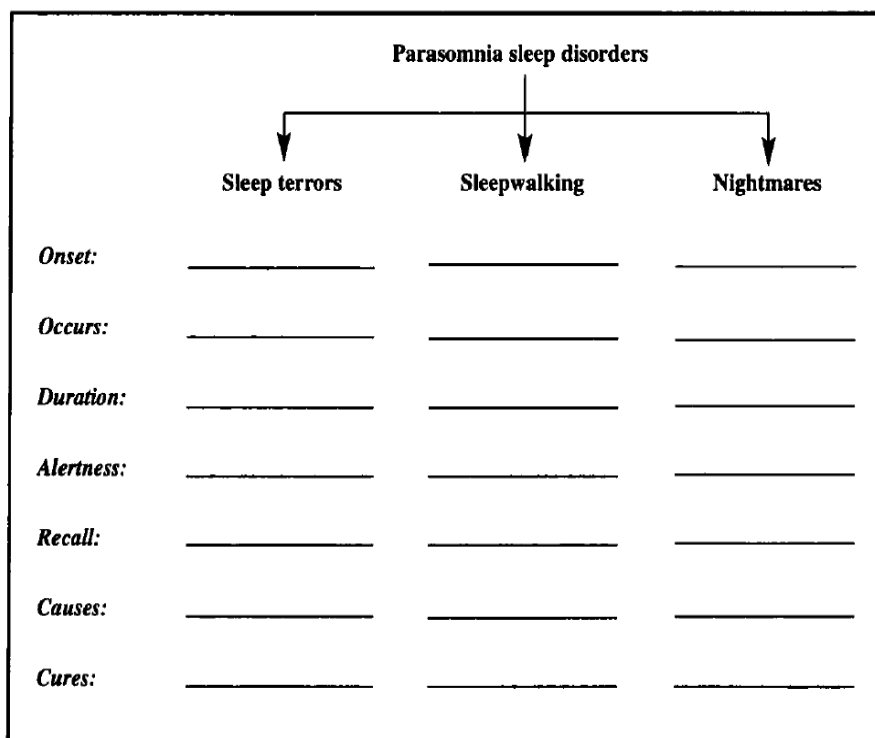 Parasomnia sleep disorders
Sleep terrors Sleepwalking Nightmares
Onset:
Occurs:
Duration:
Alertness:
Recall:
Causes:
Cures: